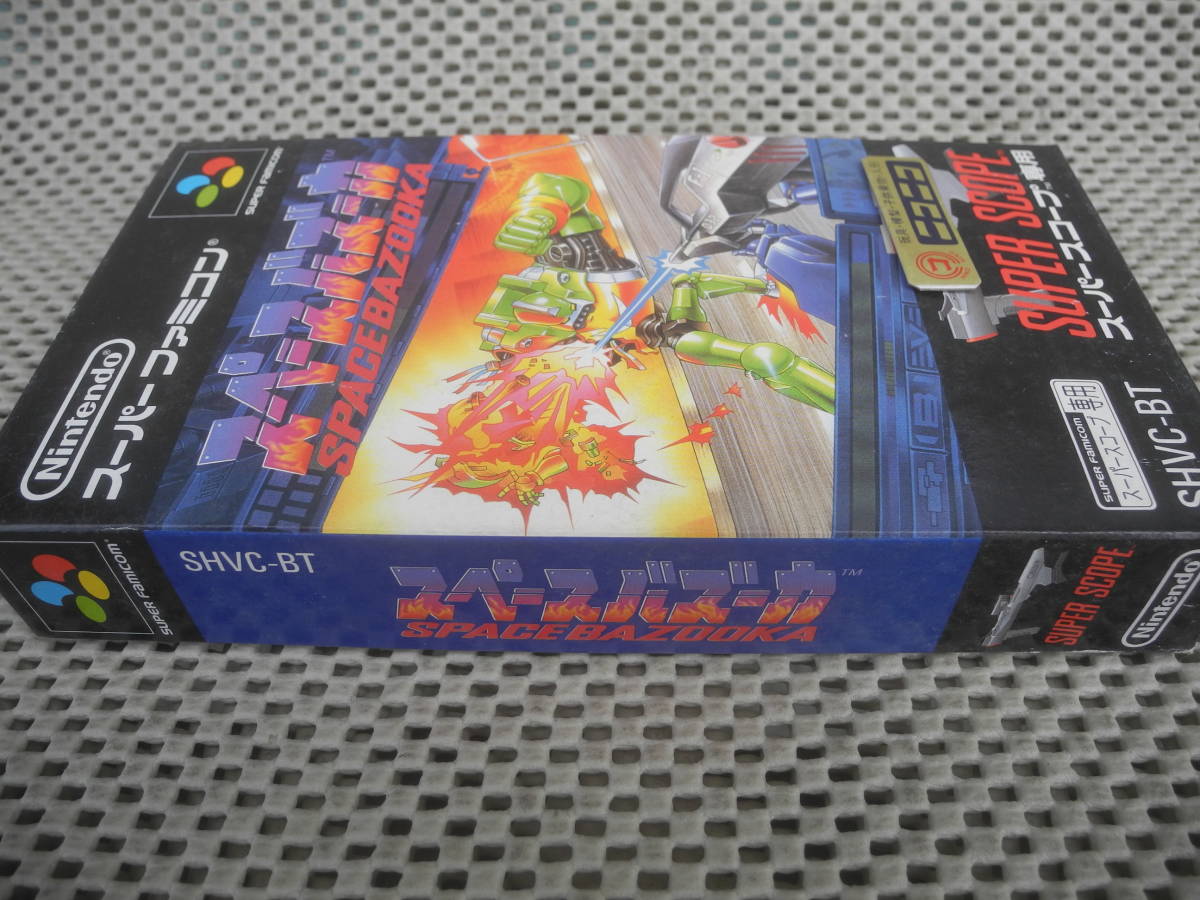 SUPER FAMICOM
Nintendo®
スーパーファミコン®
スペースバズーカ™
SPACEBAZOOKA
SUPER SCOPE™
スーパースコープ®専用
SUPER FAMICOM
スーパースコープ専用
SHVC-BT
SUPER FAMICOM®
SHVC-BT
スペースバズーカ™
SPACEBAZOOKA
SUPER SCOPE
Nintendo®